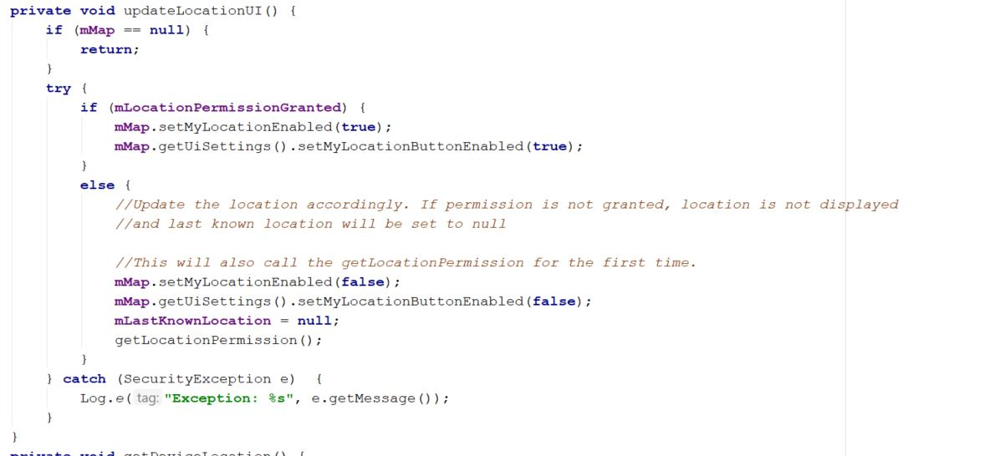 private void updateLocationUI() {
    if (mMap == null) {
        return;
    }
    try {
        if (mLocationPermissionGranted) {
            mMap.setMyLocationEnabled(true);
            mMap.getUiSettings().setMyLocationButtonEnabled(true);
        }
        else {
            //Update the location accordingly. If permission is not granted, location is not displayed
            //and last known location will be set to null

            //This will also call the getLocationPermission for the first time.
            mMap.setMyLocationEnabled(false);
            mMap.getUiSettings().setMyLocationButtonEnabled(false);
            mLastKnownLocation = null;
            getLocationPermission();
        }
    } catch (SecurityException e)  {
        Log.e( tag: "Exception: %s", e.getMessage());
    }
}
private void getDeviceLocation() {